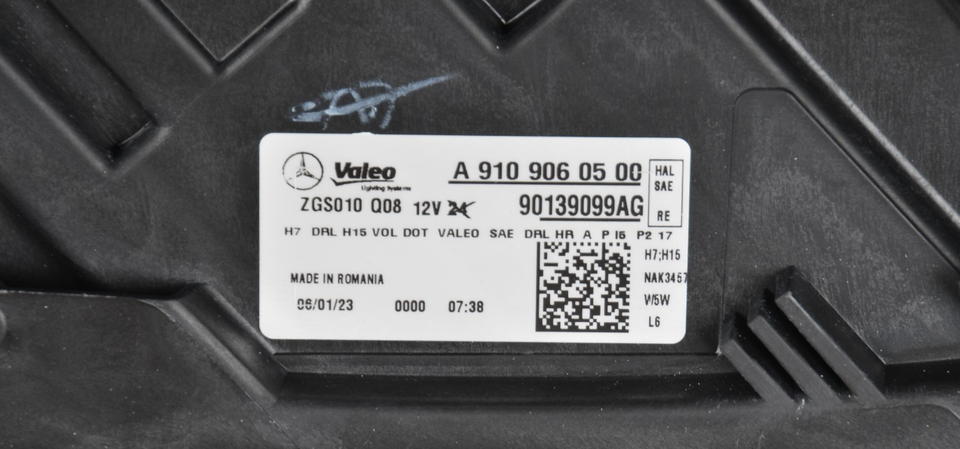 Valeo A 910 906 05 00 HAL
Lighting Systems SAE
ZGS010 Q08 12V 24 90139099AG RE
H7 DRL H15 VOL DOT VALEO SAE DRL HR A P I5 P2 17
H7;H15
MADE IN ROMANIA NAK3457
W5W
06/01/23 0000 07:38
L6